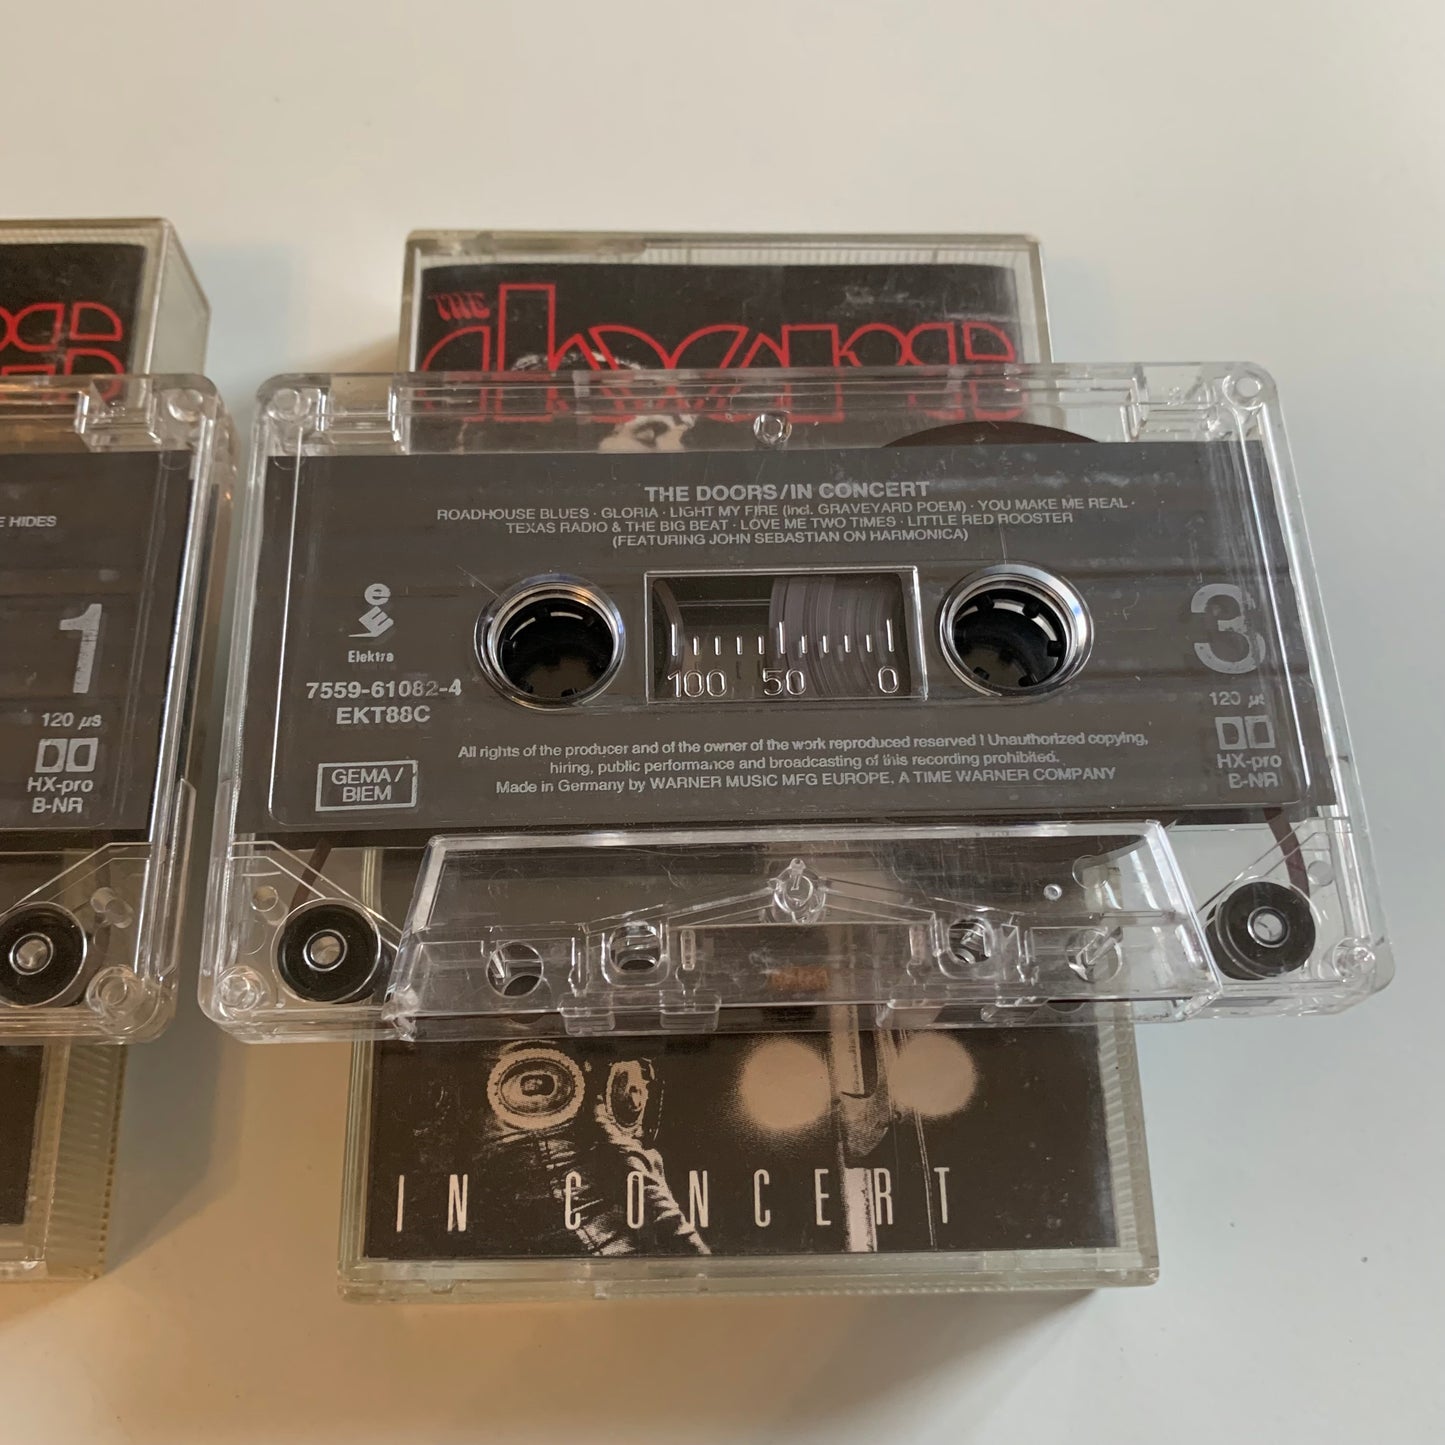 THE
doors
THE DOORS/IN CONCERT
ROADHOUSE BLUES · GLORIA · LIGHT MY FIRE (incl. GRAVEYARD POEM) · YOU MAKE ME REAL ·
TEXAS RADIO & THE BIG BEAT · LOVE ME TWO TIMES · LITTLE RED ROOSTER
(FEATURING JOHN SEBASTIAN ON HARMONICA)
HIDES
1
120 µs
HX-pro
B-NR
e
Elektra
7559-61082-4
EKT88C
GEMA/
BIEM
100 50 0
3
120 µs
HX-pro
B-NR
All rights of the producer and of the owner of the work reproduced reserved ! Unauthorized copying,
hiring, public performance and broadcasting of this recording prohibited.
Made in Germany by WARNER MUSIC MFG EUROPE, A TIME WARNER COMPANY
IN CONCERT